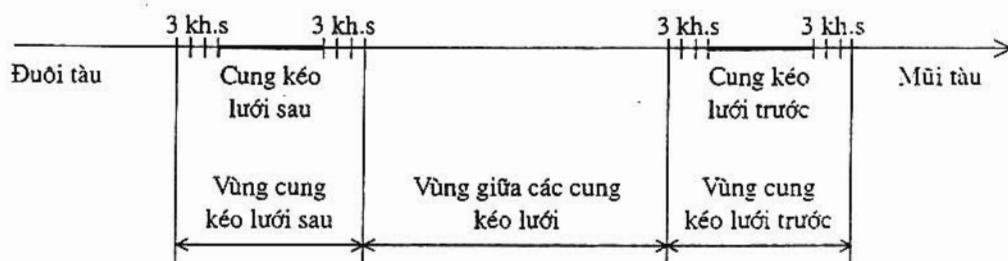 3 kh.s 3 kh.s 3 kh.s 3 kh.s
Đuôi tàu Cung kéo Cung kéo Mũi tàu
lưới sau lưới trước
Vùng cung Vùng giữa các cung Vùng cung
kéo lưới sau kéo lưới kéo lưới trước